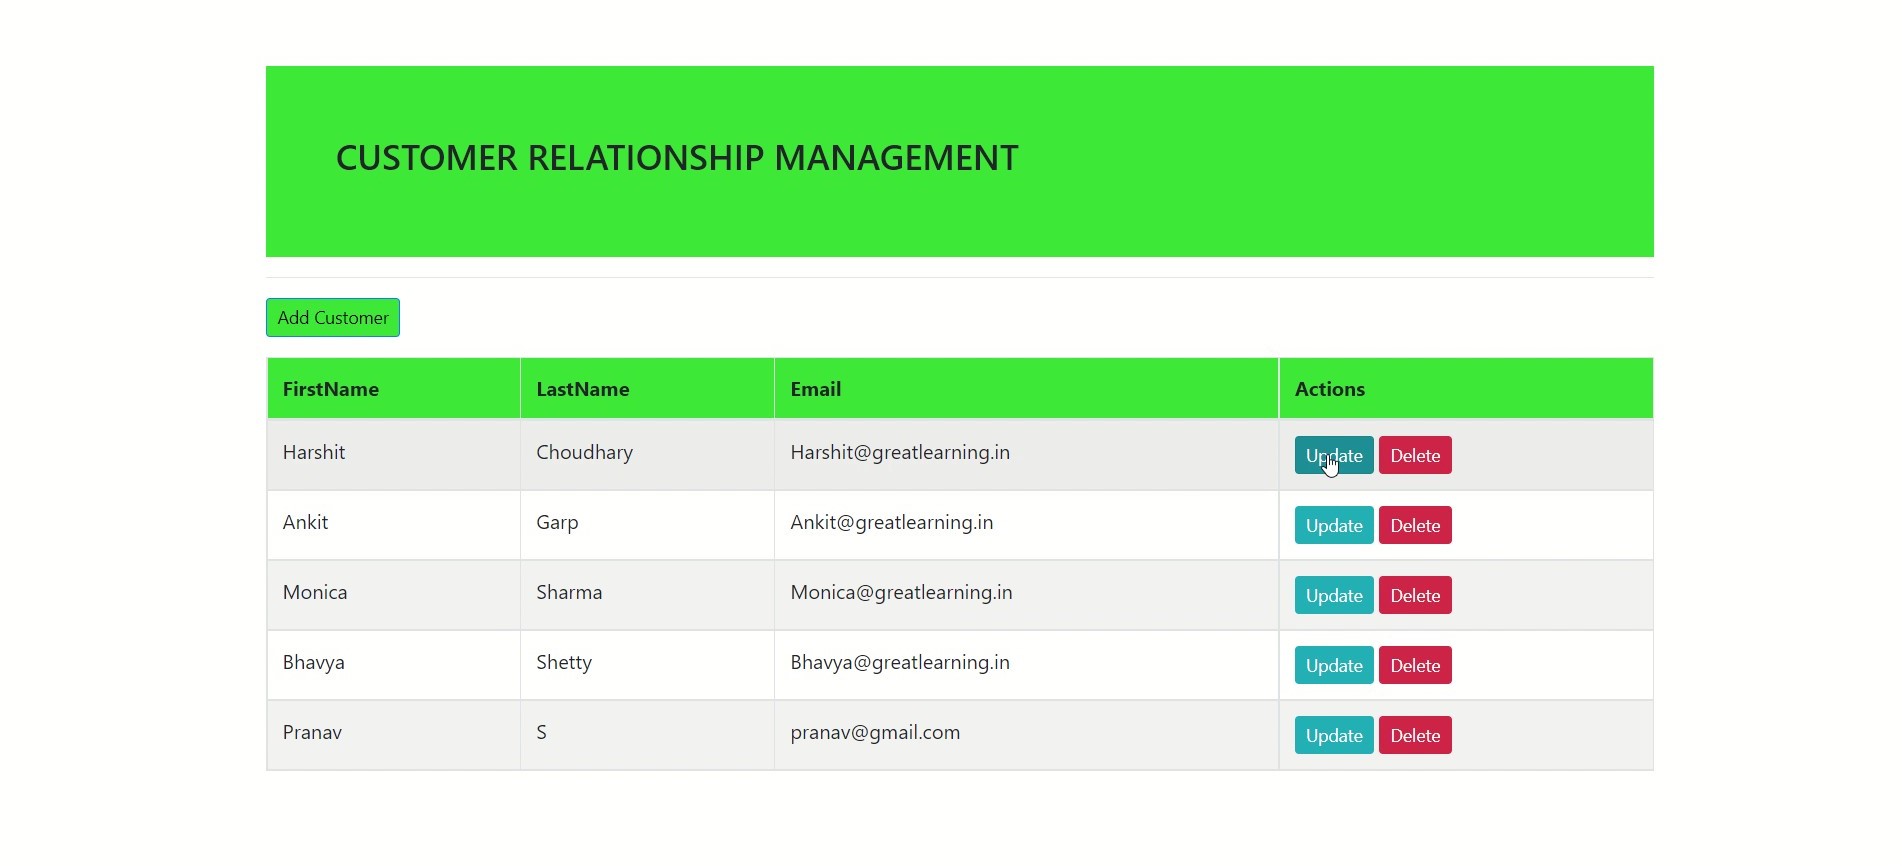 CUSTOMER RELATIONSHIP MANAGEMENT
Add Customer
FirstName LastName Email Actions
Harshit Choudhary Harshit@greatlearning.in Update Delete
Ankit Garp Ankit@greatlearning.in Update Delete
Monica Sharma Monica@greatlearning.in Update Delete
Bhavya Shetty Bhavya@greatlearning.in Update Delete
Pranav S pranav@gmail.com Update Delete